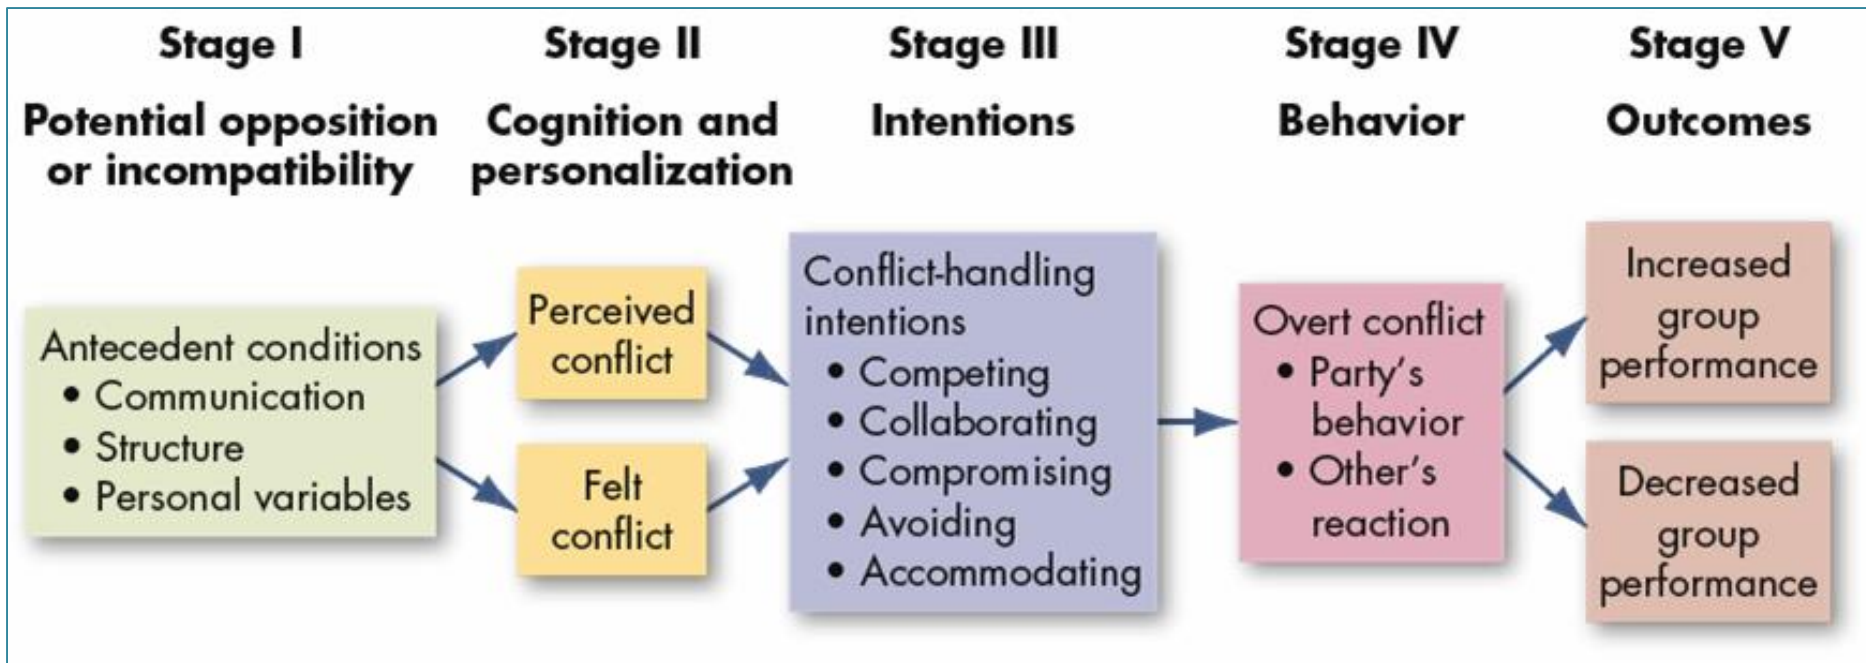 Stage I
Potential opposition
or incompatibility
Stage II
Cognition and
personalization
Stage III
Intentions
Stage IV
Behavior
Stage V
Outcomes
Antecedent conditions
• Communication
• Structure
• Personal variables
Perceived
conflict
Felt
conflict
Conflict-handling
intentions
• Competing
• Collaborating
• Compromising
• Avoiding
• Accommodating
Overt conflict
• Party's
behavior
• Other's
reaction
Increased
group
performance
Decreased
group
performance